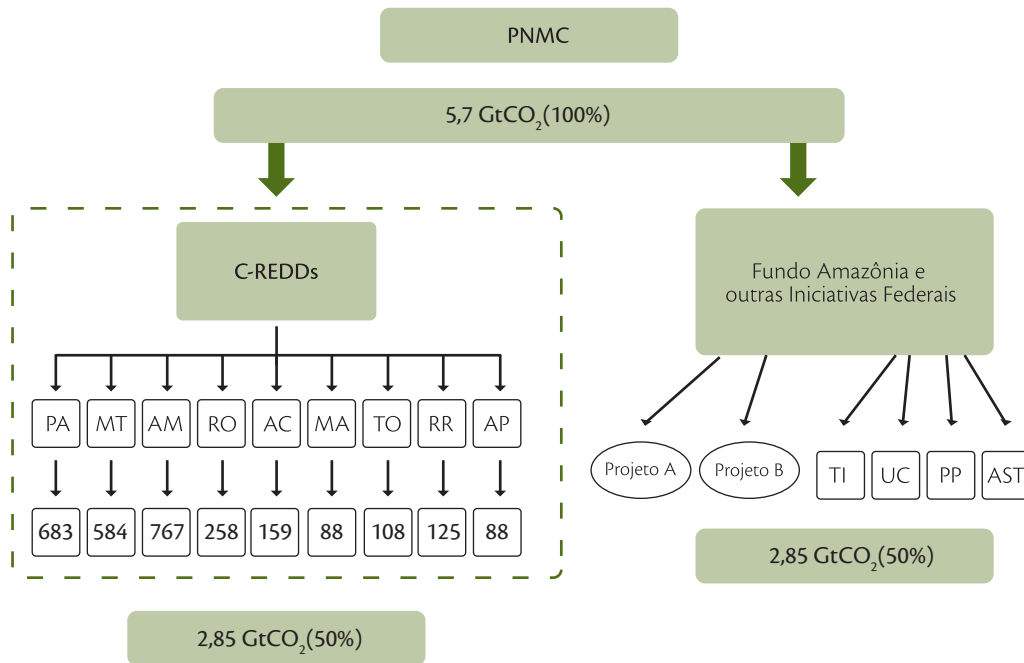 PNMC
5,7 GtCO₂(100%)
C-REDDs
Fundo Amazônia e
outras Iniciativas Federais
PA MT AM RO AC MA TO RR AP
Projeto A Projeto B TI UC PP AST
683 584 767 258 159 88 108 125 88
2,85 GtCO₂(50%)
2,85 GtCO₂(50%)